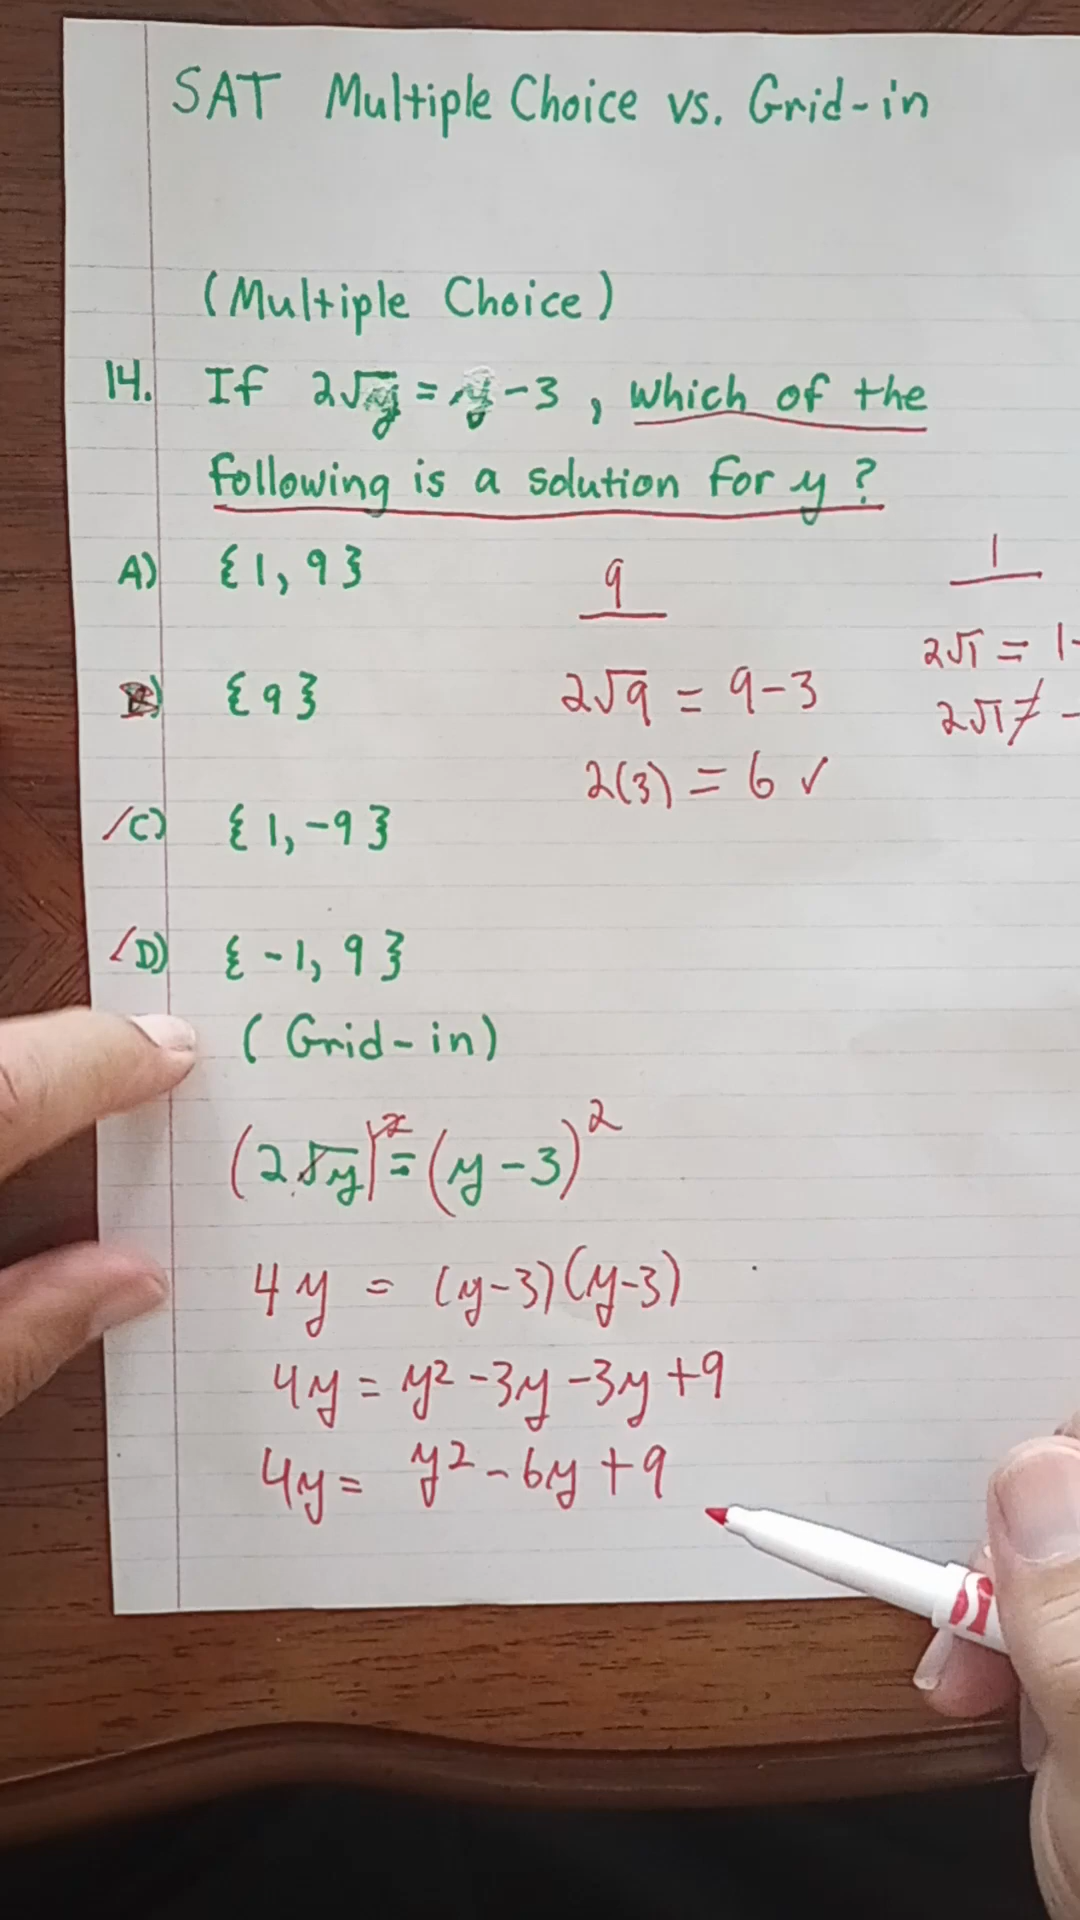 SAT Multiple Choice vs. Grid-in
(Multiple Choice)
14. If 2√y = y - 3, which of the
following is a solution for y?
A) {1, 9}
B) {9}
C) {1, -9}
D) {-1, 9}
9
2√9 = 9-3
2(3) = 6 ✓
1
2√1 = 1-
2√1 ≠ -
(Grid-in)
(2√y)² = (y-3)²
4y = (y-3)(y-3)
4y = y² -3y -3y +9
4y = y² - 6y + 9